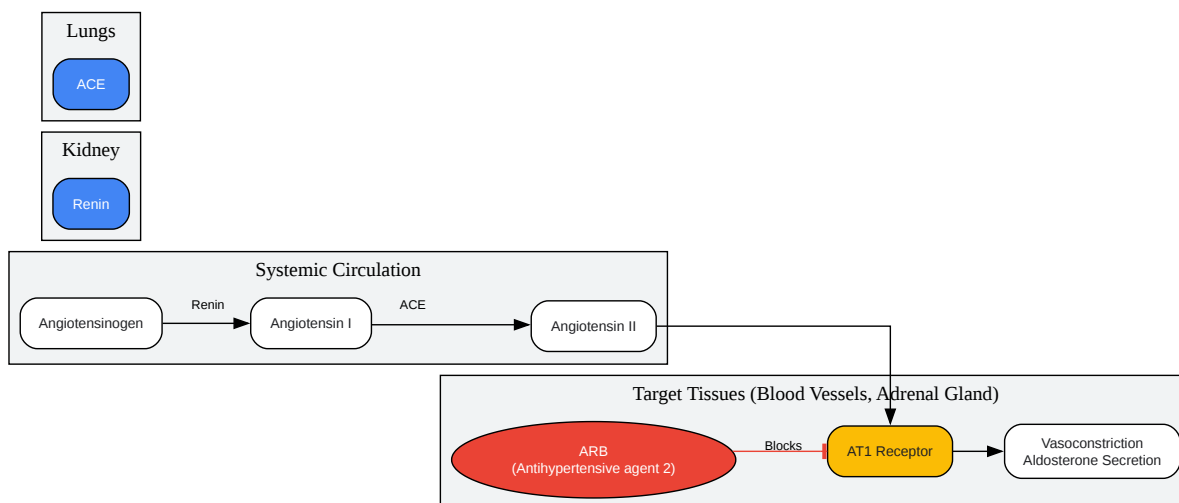 Lungs
ACE
Kidney
Renin
Systemic Circulation
Angiotensinogen
Renin
Angiotensin I
ACE
Angiotensin II
Target Tissues (Blood Vessels, Adrenal Gland)
ARB
(Antihypertensive agent 2)
Blocks
AT1 Receptor
Vasoconstriction
Aldosterone Secretion